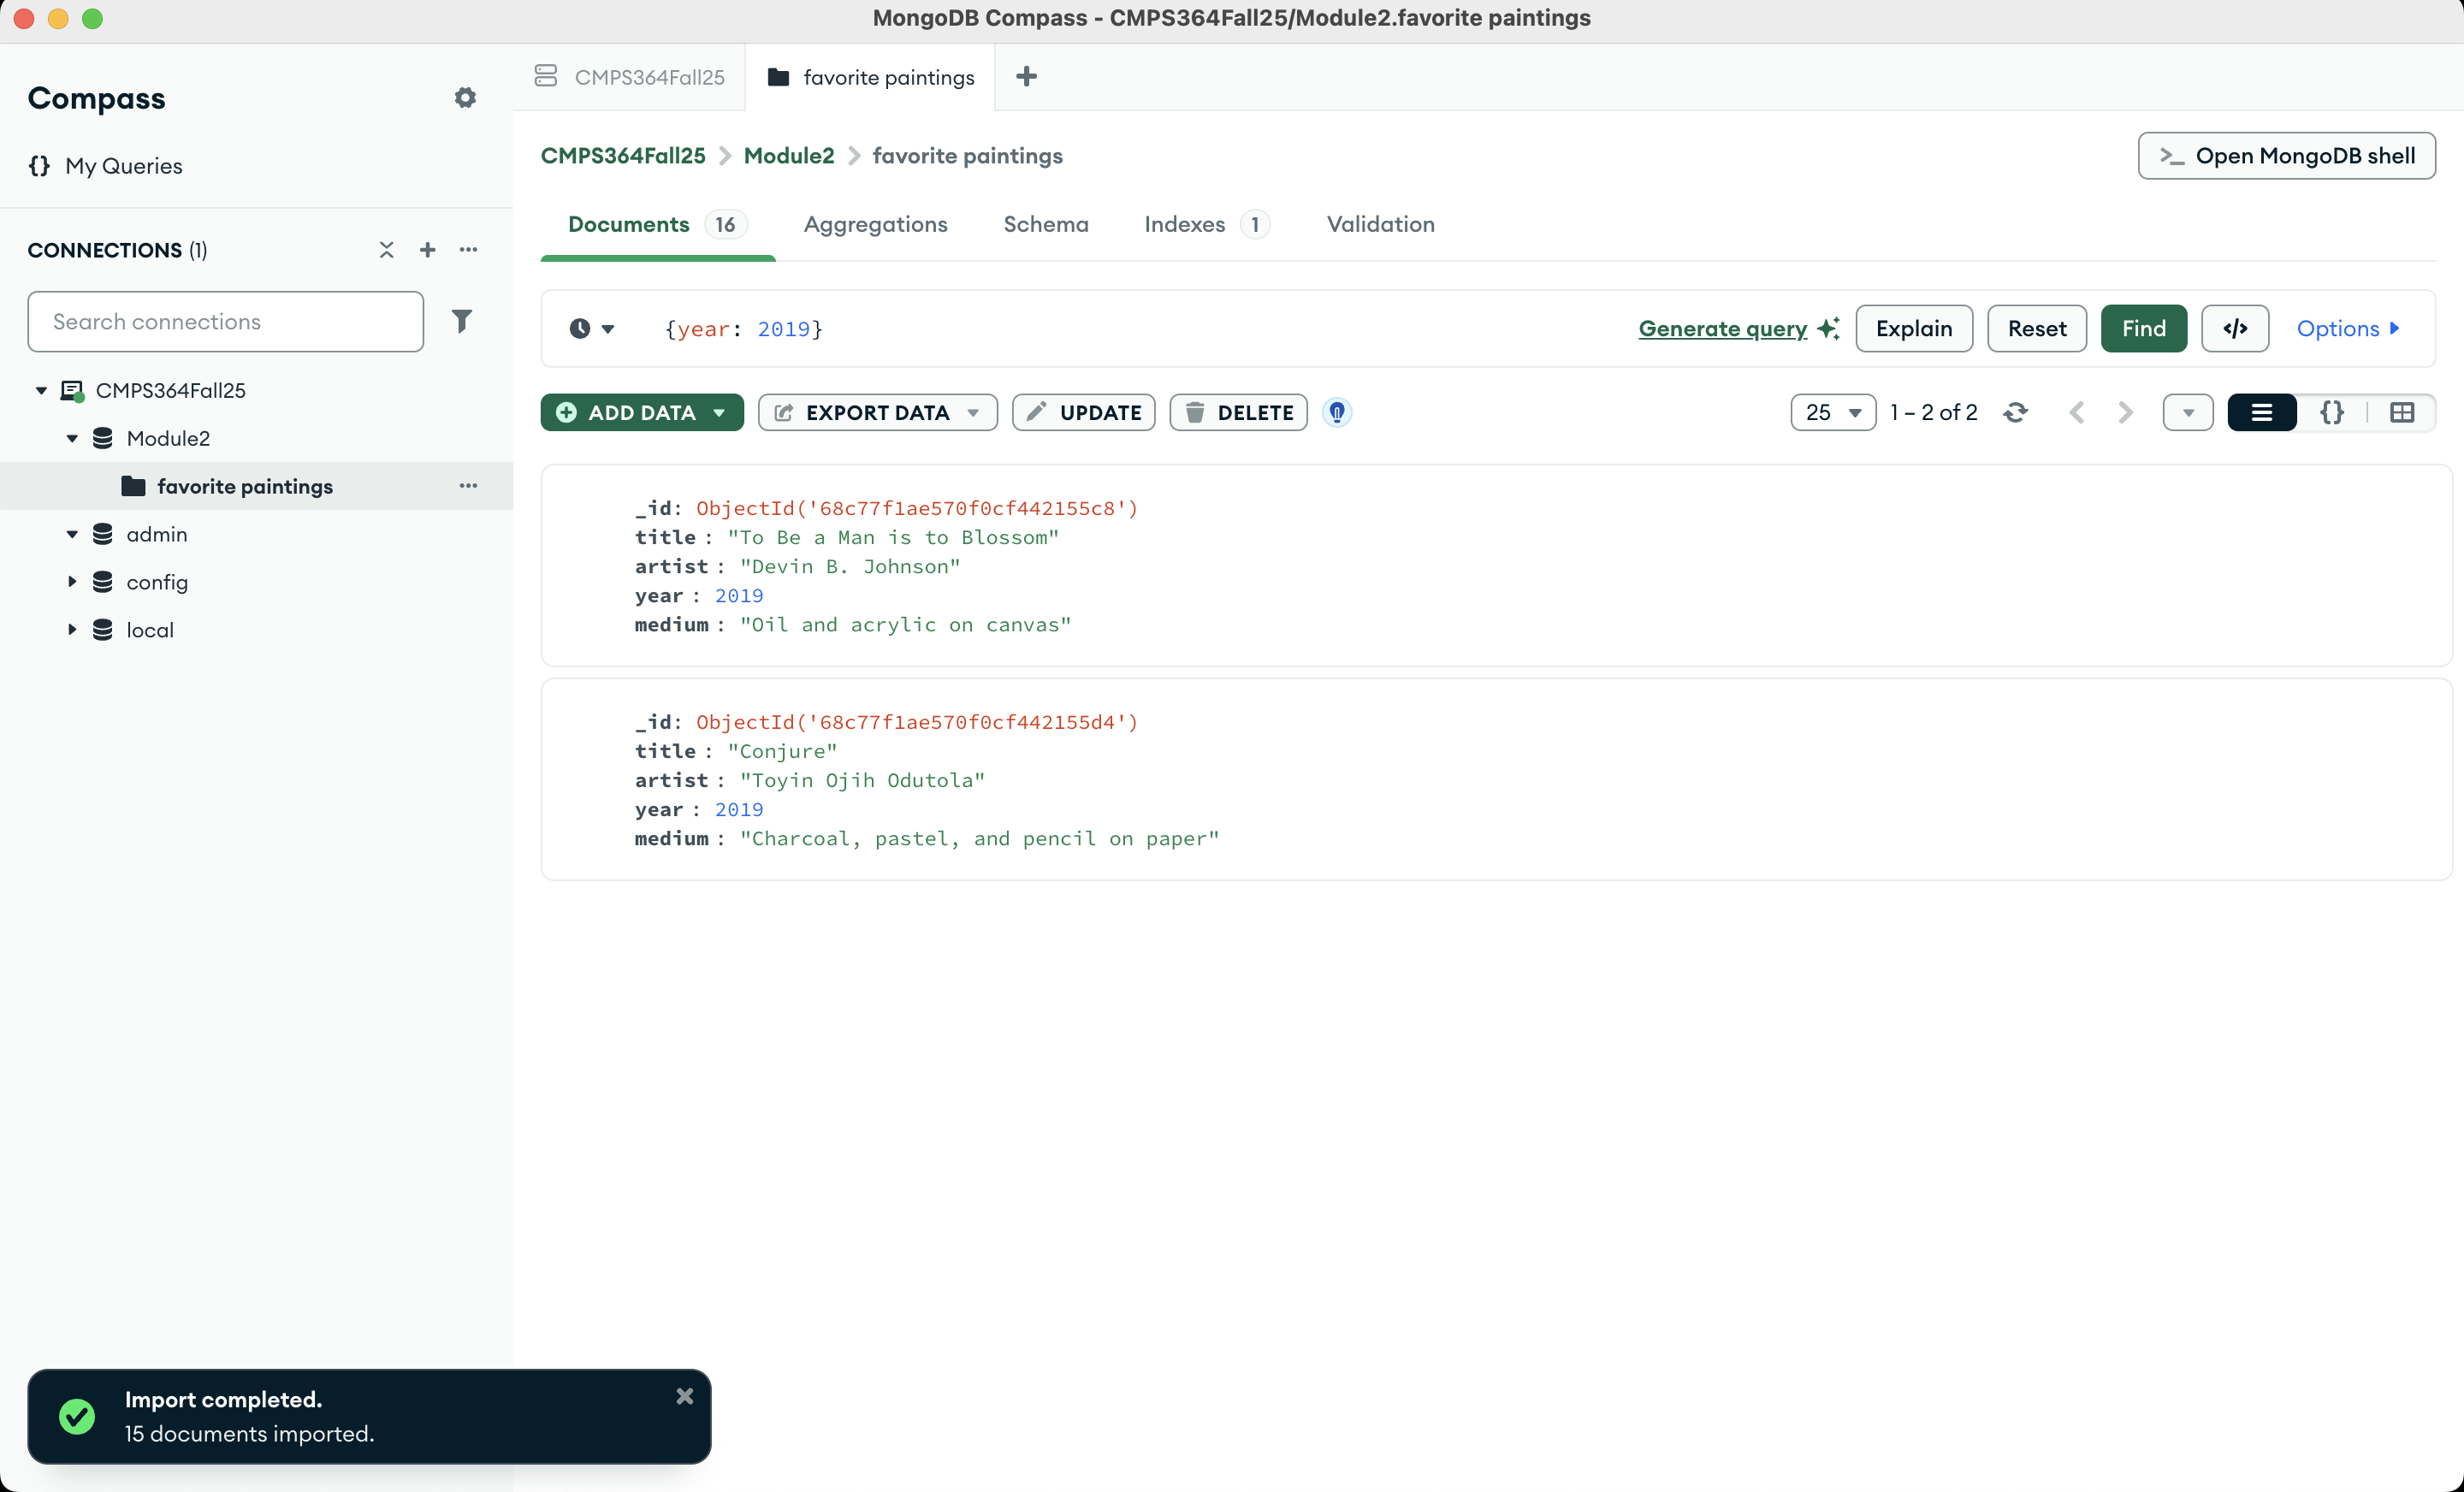 MongoDB Compass - CMPS364Fall25/Module2.favorite paintings
Compass
{} My Queries
CONNECTIONS (1)
Search connections
CMPS364Fall25
Module2
favorite paintings
admin
config
local
CMPS364Fall25
favorite paintings
CMPS364Fall25 > Module2 > favorite paintings
>_ Open MongoDB shell
Documents 16 Aggregations Schema Indexes 1 Validation
{year: 2019}
Generate query Explain Reset Find </> Options
ADD DATA EXPORT DATA UPDATE DELETE
25 1 – 2 of 2 {}
_id: ObjectId('68c77f1ae570f0cf442155c8')
title : "To Be a Man is to Blossom"
artist : "Devin B. Johnson"
year : 2019
medium : "Oil and acrylic on canvas"
_id: ObjectId('68c77f1ae570f0cf442155d4')
title : "Conjure"
artist : "Toyin Ojih Odutola"
year : 2019
medium : "Charcoal, pastel, and pencil on paper"
Import completed.
15 documents imported.